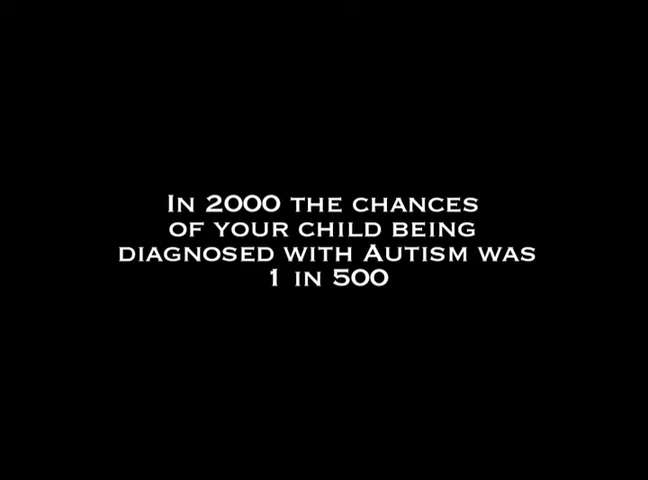 In 2000 the chances
of your child being
diagnosed with Autism was
1 in 500